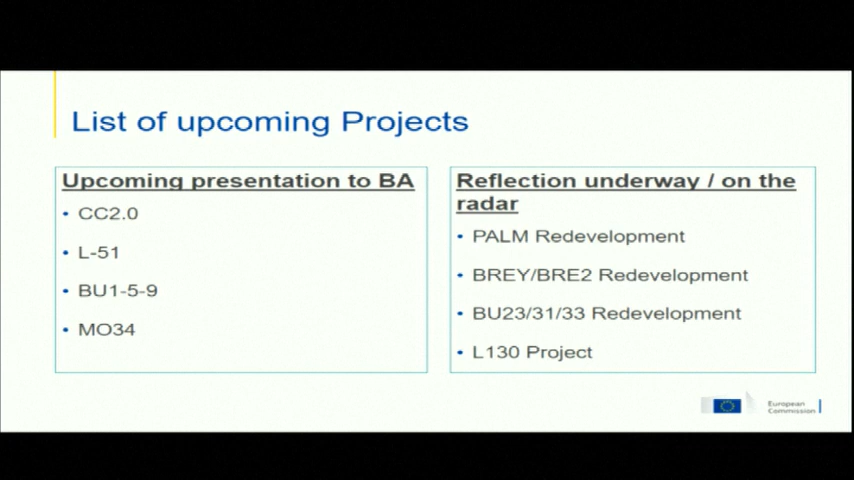 List of upcoming Projects
Upcoming presentation to BA
• CC2.0
• L-51
• BU1-5-9
• MO34
Reflection underway / on the
radar
• PALM Redevelopment
• BREY/BRE2 Redevelopment
• BU23/31/33 Redevelopment
• L130 Project
European
Commission